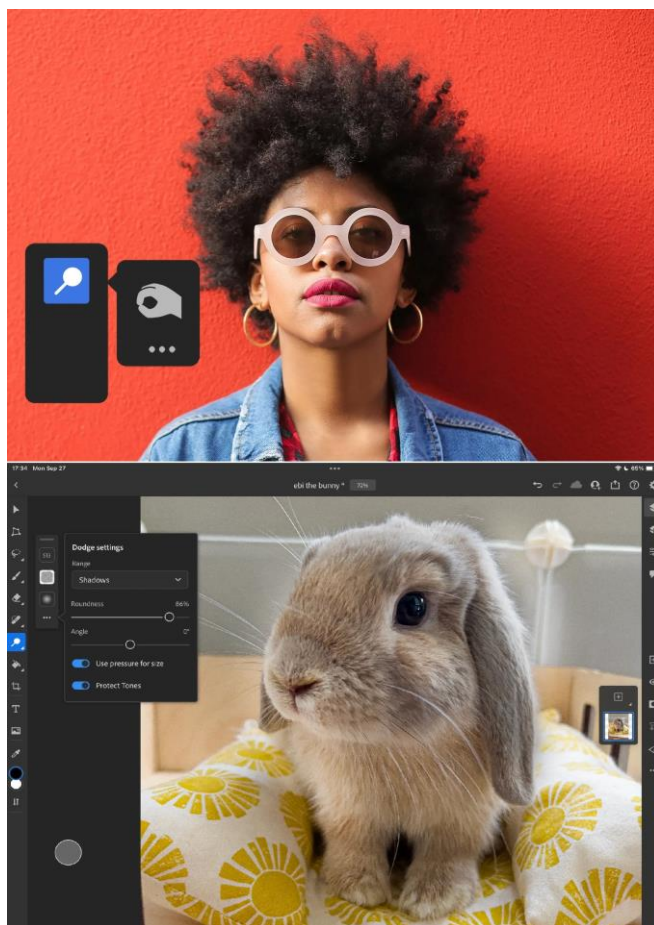 17:34 Mon Sep 27
65%
ebi the bunny * 72%
Dodge settings
Range
Shadows
Roundness 86%
Angle 0°
Use pressure for size
Protect Tones
T